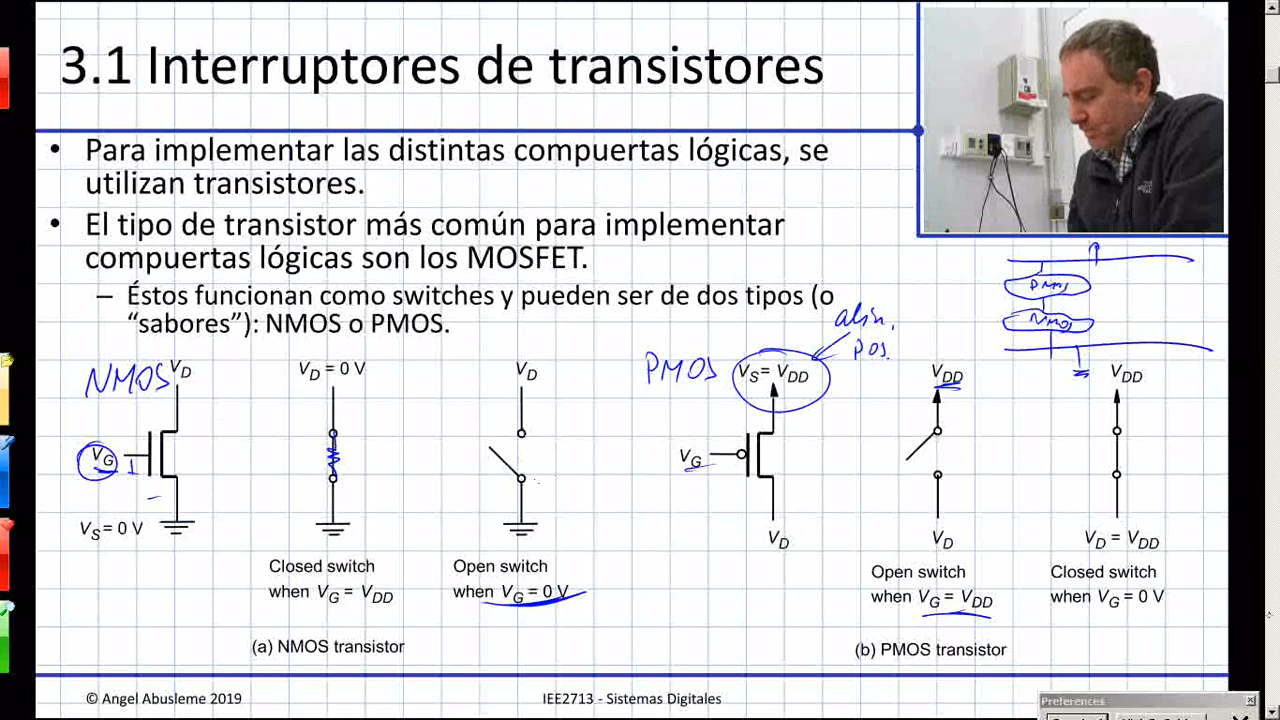 3.1 Interruptores de transistores
• Para implementar las distintas compuertas lógicas, se
utilizan transistores.
• El tipo de transistor más común para implementar
compuertas lógicas son los MOSFET.
– Éstos funcionan como switches y pueden ser de dos tipos (o
“sabores”): NMOS o PMOS.
PMOS
NMOS
alim.
pos.
NMOS
V_D
V_G
1
V_S = 0 V
V_D = 0 V
Closed switch
when V_G = V_DD
V_D
Open switch
when V_G = 0 V
(a) NMOS transistor
PMOS
V_S = V_DD
V_G
V_D
V_DD
V_D
Open switch
when V_G = V_DD
V_DD
V_D = V_DD
Closed switch
when V_G = 0 V
(b) PMOS transistor
© Angel Abusleme 2019
IEE2713 - Sistemas Digitales
Preferences